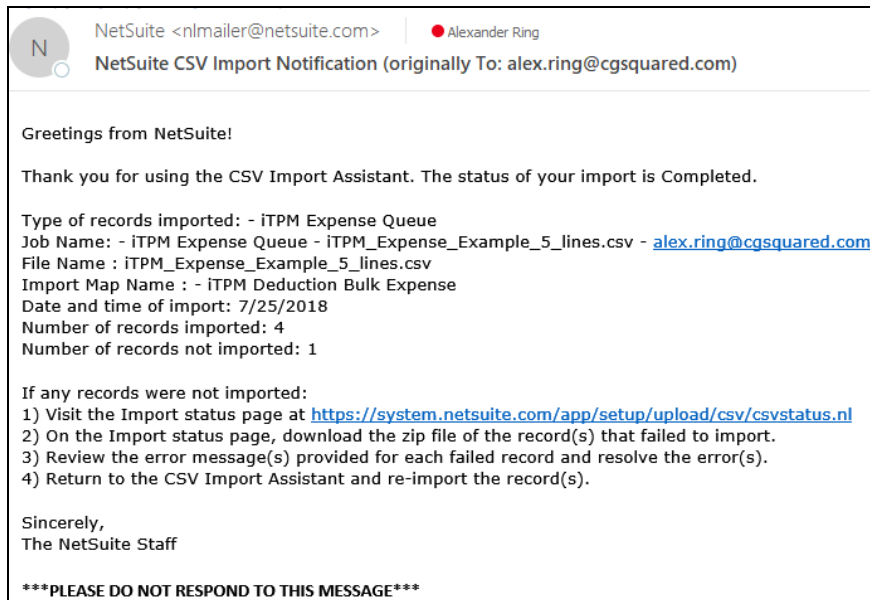 N
NetSuite <nlmailer@netsuite.com>
Alexander Ring
NetSuite CSV Import Notification (originally To: alex.ring@cgsquared.com)
Greetings from NetSuite!
Thank you for using the CSV Import Assistant. The status of your import is Completed.
Type of records imported: - iTPM Expense Queue
Job Name: - iTPM Expense Queue - iTPM_Expense_Example_5_lines.csv - alex.ring@cgsquared.com
File Name : iTPM_Expense_Example_5_lines.csv
Import Map Name : - iTPM Deduction Bulk Expense
Date and time of import: 7/25/2018
Number of records imported: 4
Number of records not imported: 1
If any records were not imported:
1) Visit the Import status page at https://system.netsuite.com/app/setup/upload/csv/csvstatus.nl
2) On the Import status page, download the zip file of the record(s) that failed to import.
3) Review the error message(s) provided for each failed record and resolve the error(s).
4) Return to the CSV Import Assistant and re-import the record(s).
Sincerely,
The NetSuite Staff
***PLEASE DO NOT RESPOND TO THIS MESSAGE***